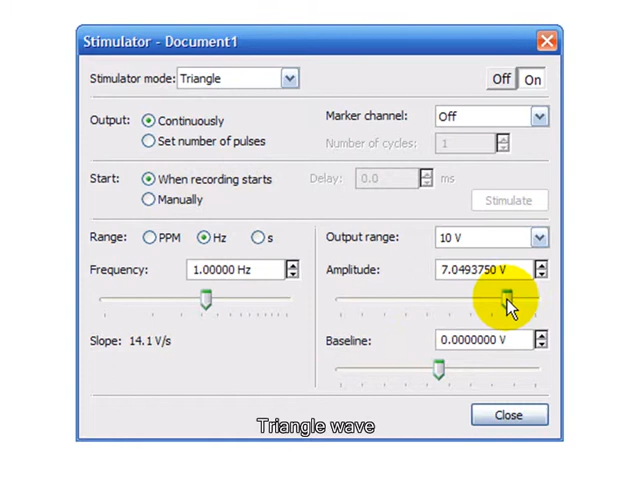 Stimulator - Document1
Stimulator mode: Triangle
Off On
Output: Continuously
Set number of pulses
Marker channel: Off
Number of cycles: 1
Start: When recording starts
Manually
Delay: 0.0 ms
Stimulate
Range: PPM Hz s
Frequency: 1.00000 Hz
Slope: 14.1 V/s
Output range: 10 V
Amplitude: 7.0493750 V
Baseline: 0.0000000 V
Close
Triangle wave